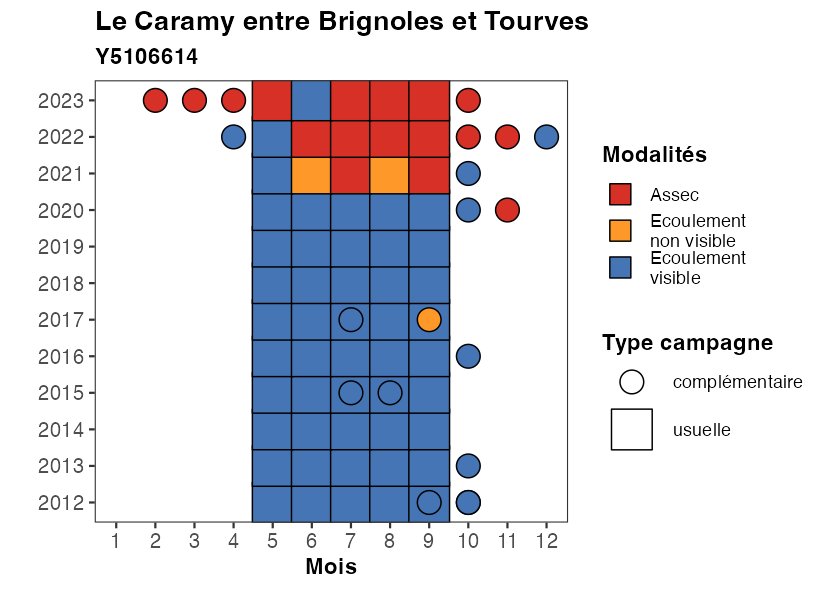 Le Caramy entre Brignoles et Tourves
Y5106614
2023
2022
2021
2020
2019
2018
2017
2016
2015
2014
2013
2012
1 2 3 4 5 6 7 8 9 10 11 12
Mois
Modalités
Assec
Ecoulement
non visible
Ecoulement
visible
Type campagne
complémentaire
usuelle